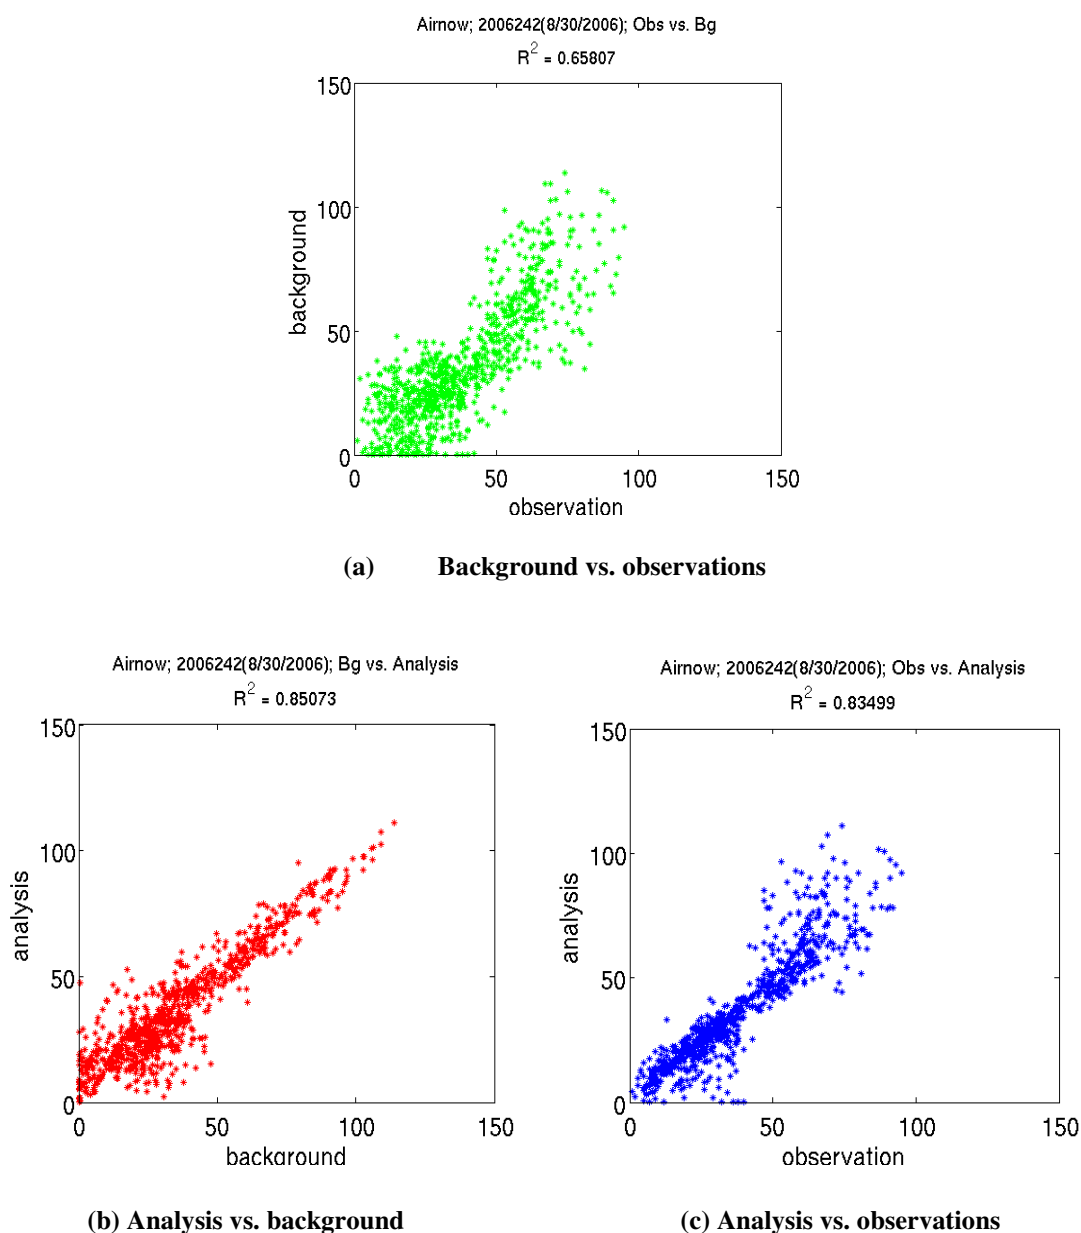 Airnow; 2006242(8/30/2006); Obs vs. Bg
R² = 0.65807
150
100
50
0
background
0 50 100 150
observation
(a) Background vs. observations
Airnow; 2006242(8/30/2006); Bg vs. Analysis
R² = 0.85073
150
100
50
0
analysis
0 50 100 150
background
(b) Analysis vs. background
Airnow; 2006242(8/30/2006); Obs vs. Analysis
R² = 0.83499
150
100
50
0
analysis
0 50 100 150
observation
(c) Analysis vs. observations